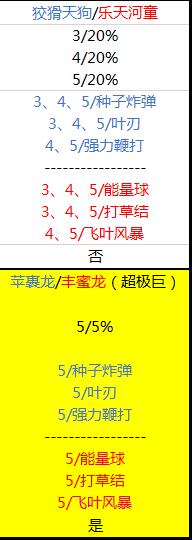 狡猾天狗/乐天河童
3/20%
4/20%
5/20%
3、4、5/种子炸弹
3、4、5/叶刃
4、5/强力鞭打
-----------------
3、4、5/能量球
3、4、5/打草结
4、5/飞叶风暴
否
苹裹龙/丰蜜龙（超极巨）
5/5%
5/种子炸弹
5/叶刃
5/强力鞭打
-----------------
5/能量球
5/打草结
5/飞叶风暴
是